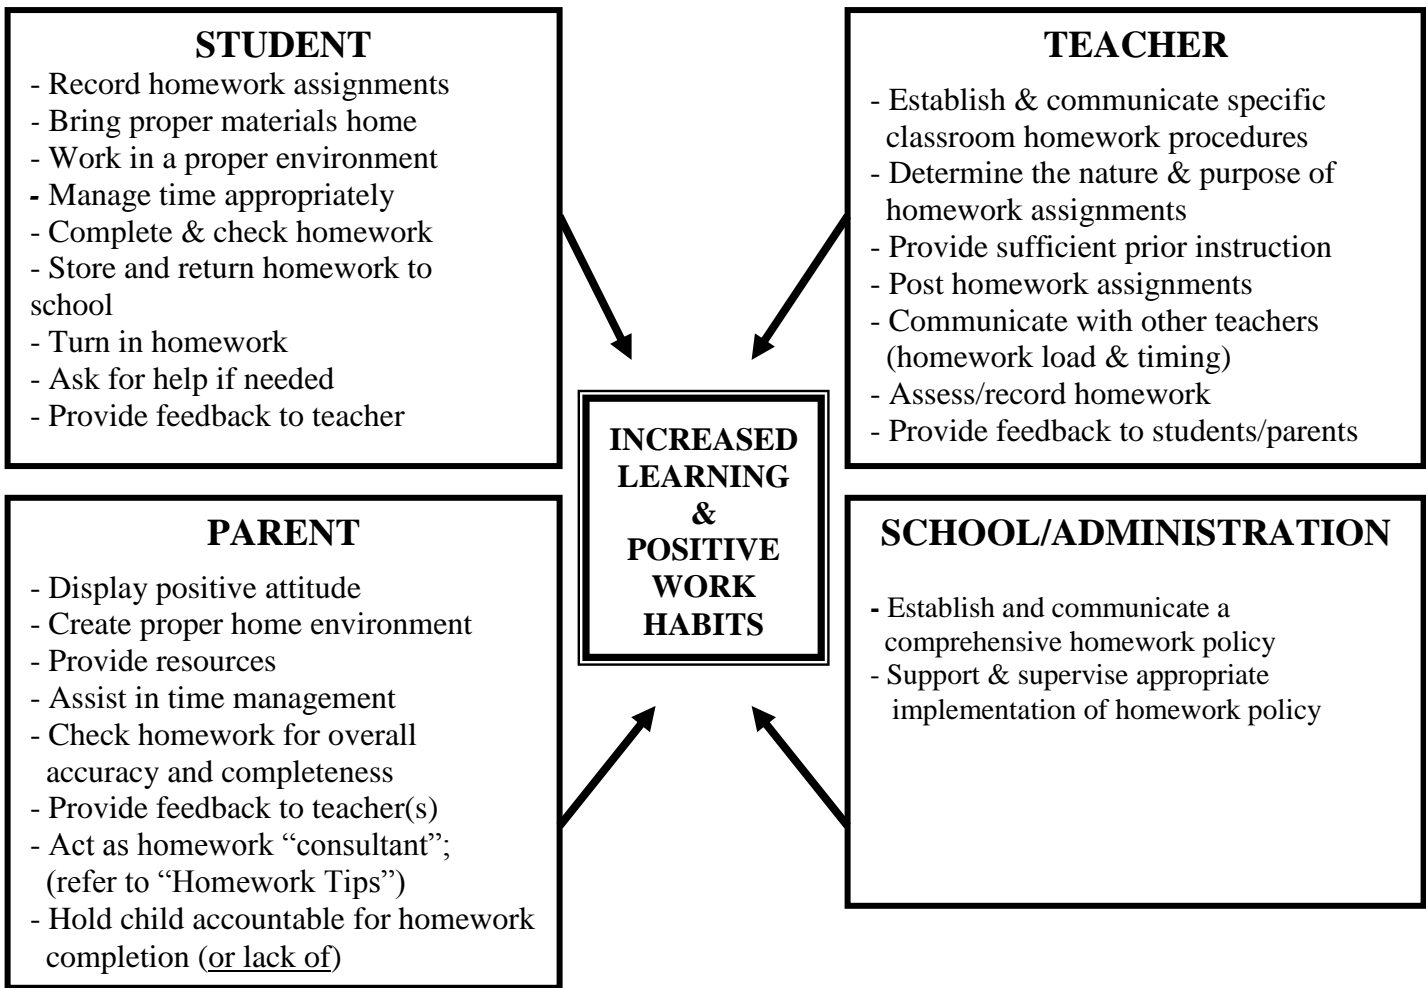 STUDENT
- Record homework assignments
- Bring proper materials home
- Work in a proper environment
- Manage time appropriately
- Complete & check homework
- Store and return homework to
school
- Turn in homework
- Ask for help if needed
- Provide feedback to teacher
TEACHER
- Establish & communicate specific
classroom homework procedures
- Determine the nature & purpose of
homework assignments
- Provide sufficient prior instruction
- Post homework assignments
- Communicate with other teachers
(homework load & timing)
- Assess/record homework
- Provide feedback to students/parents
INCREASED
LEARNING
&
POSITIVE
WORK
HABITS
PARENT
- Display positive attitude
- Create proper home environment
- Provide resources
- Assist in time management
- Check homework for overall
accuracy and completeness
- Provide feedback to teacher(s)
- Act as homework “consultant”;
(refer to “Homework Tips”)
- Hold child accountable for homework
completion (or lack of)
SCHOOL/ADMINISTRATION
- Establish and communicate a
comprehensive homework policy
- Support & supervise appropriate
implementation of homework policy